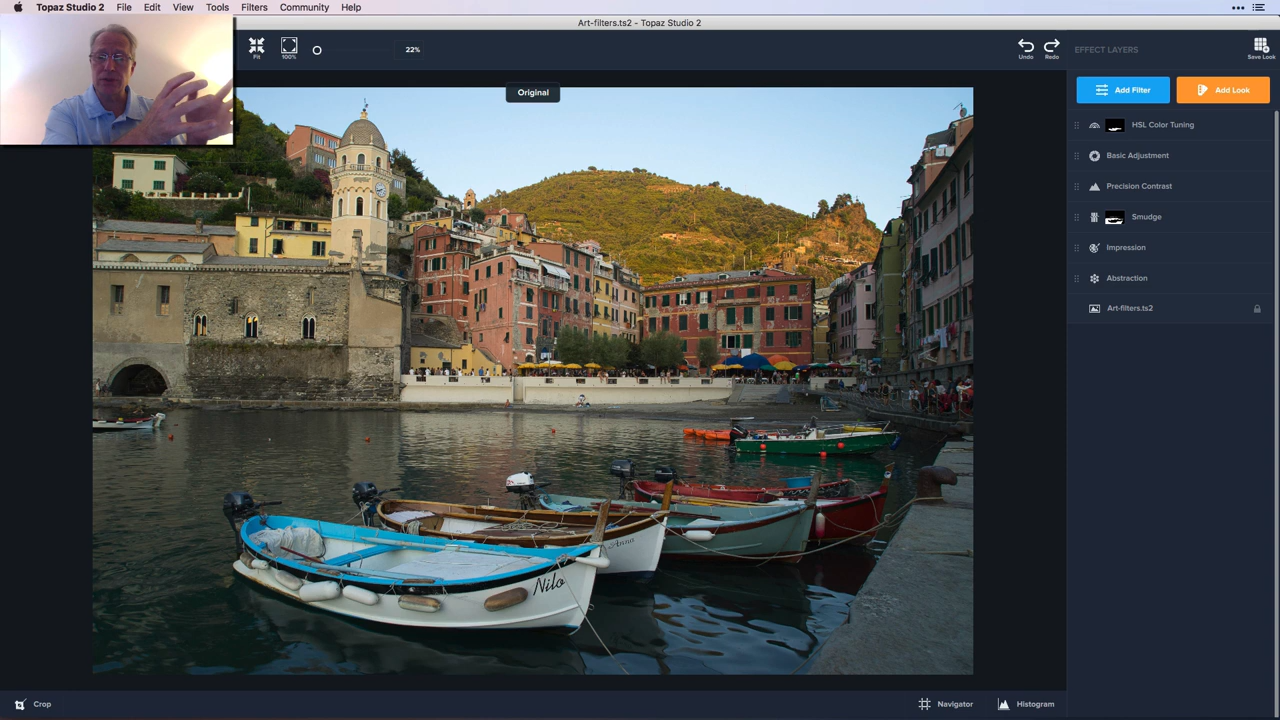 Topaz Studio 2 File Edit View Tools Filters Community Help
Art-filters.ts2 - Topaz Studio 2
Fit 100% 22% Undo Redo EFFECT LAYERS Save Look
Original
Add Filter Add Look
HSL Color Tuning
Basic Adjustment
Precision Contrast
Smudge
Impression
Abstraction
Art-filters.ts2
Anna
Nilo
Crop Navigator Histogram